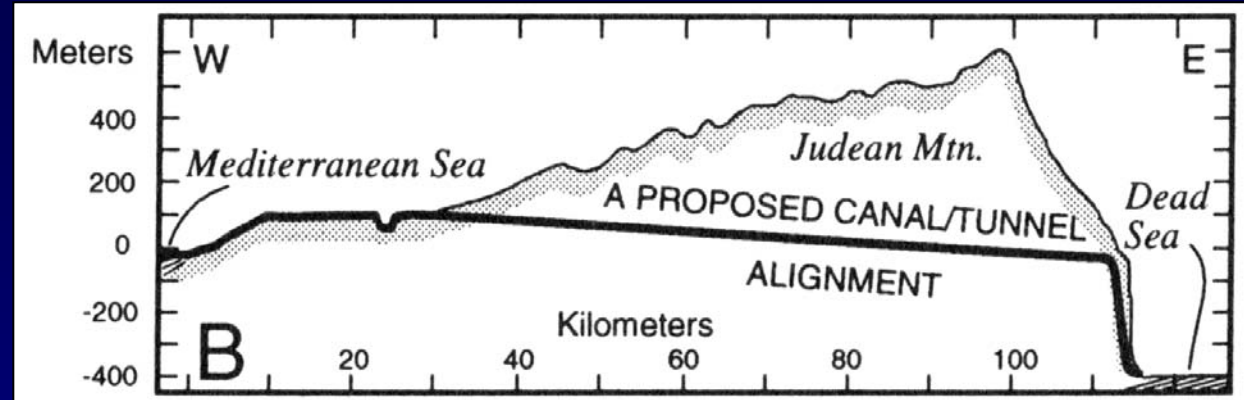 Meters
W
E
400
200
0
-200
-400
Mediterranean Sea
Judean Mtn.
A PROPOSED CANAL/TUNNEL
ALIGNMENT
Dead
Sea
B
Kilometers
20 40 60 80 100